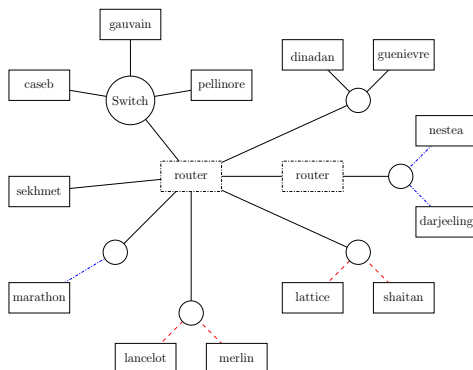 gauvain
dinadan
guenievre
caseb
Switch
pellinore
nestea
router
router
sekhmet
darjeeling
marathon
lattice
shaitan
lancelot
merlin